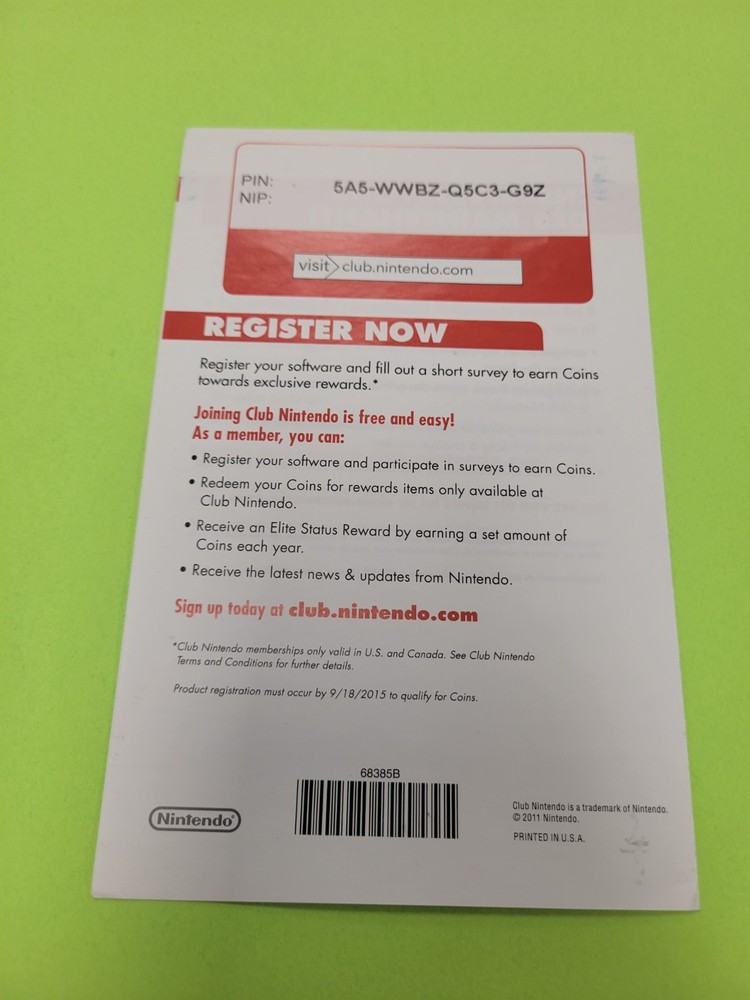 PIN:
NIP:
5A5-WWBZ-Q5C3-G9Z
visit club.nintendo.com
REGISTER NOW
Register your software and fill out a short survey to earn Coins
towards exclusive rewards.*
Joining Club Nintendo is free and easy!
As a member, you can:
• Register your software and participate in surveys to earn Coins.
• Redeem your Coins for rewards items only available at
Club Nintendo.
• Receive an Elite Status Reward by earning a set amount of
Coins each year.
• Receive the latest news & updates from Nintendo.
Sign up today at club.nintendo.com
*Club Nintendo memberships only valid in U.S. and Canada. See Club Nintendo
Terms and Conditions for further details.
Product registration must occur by 9/18/2015 to qualify for Coins.
68385B
Nintendo®
Club Nintendo is a trademark of Nintendo.
© 2011 Nintendo.
PRINTED IN U.S.A.